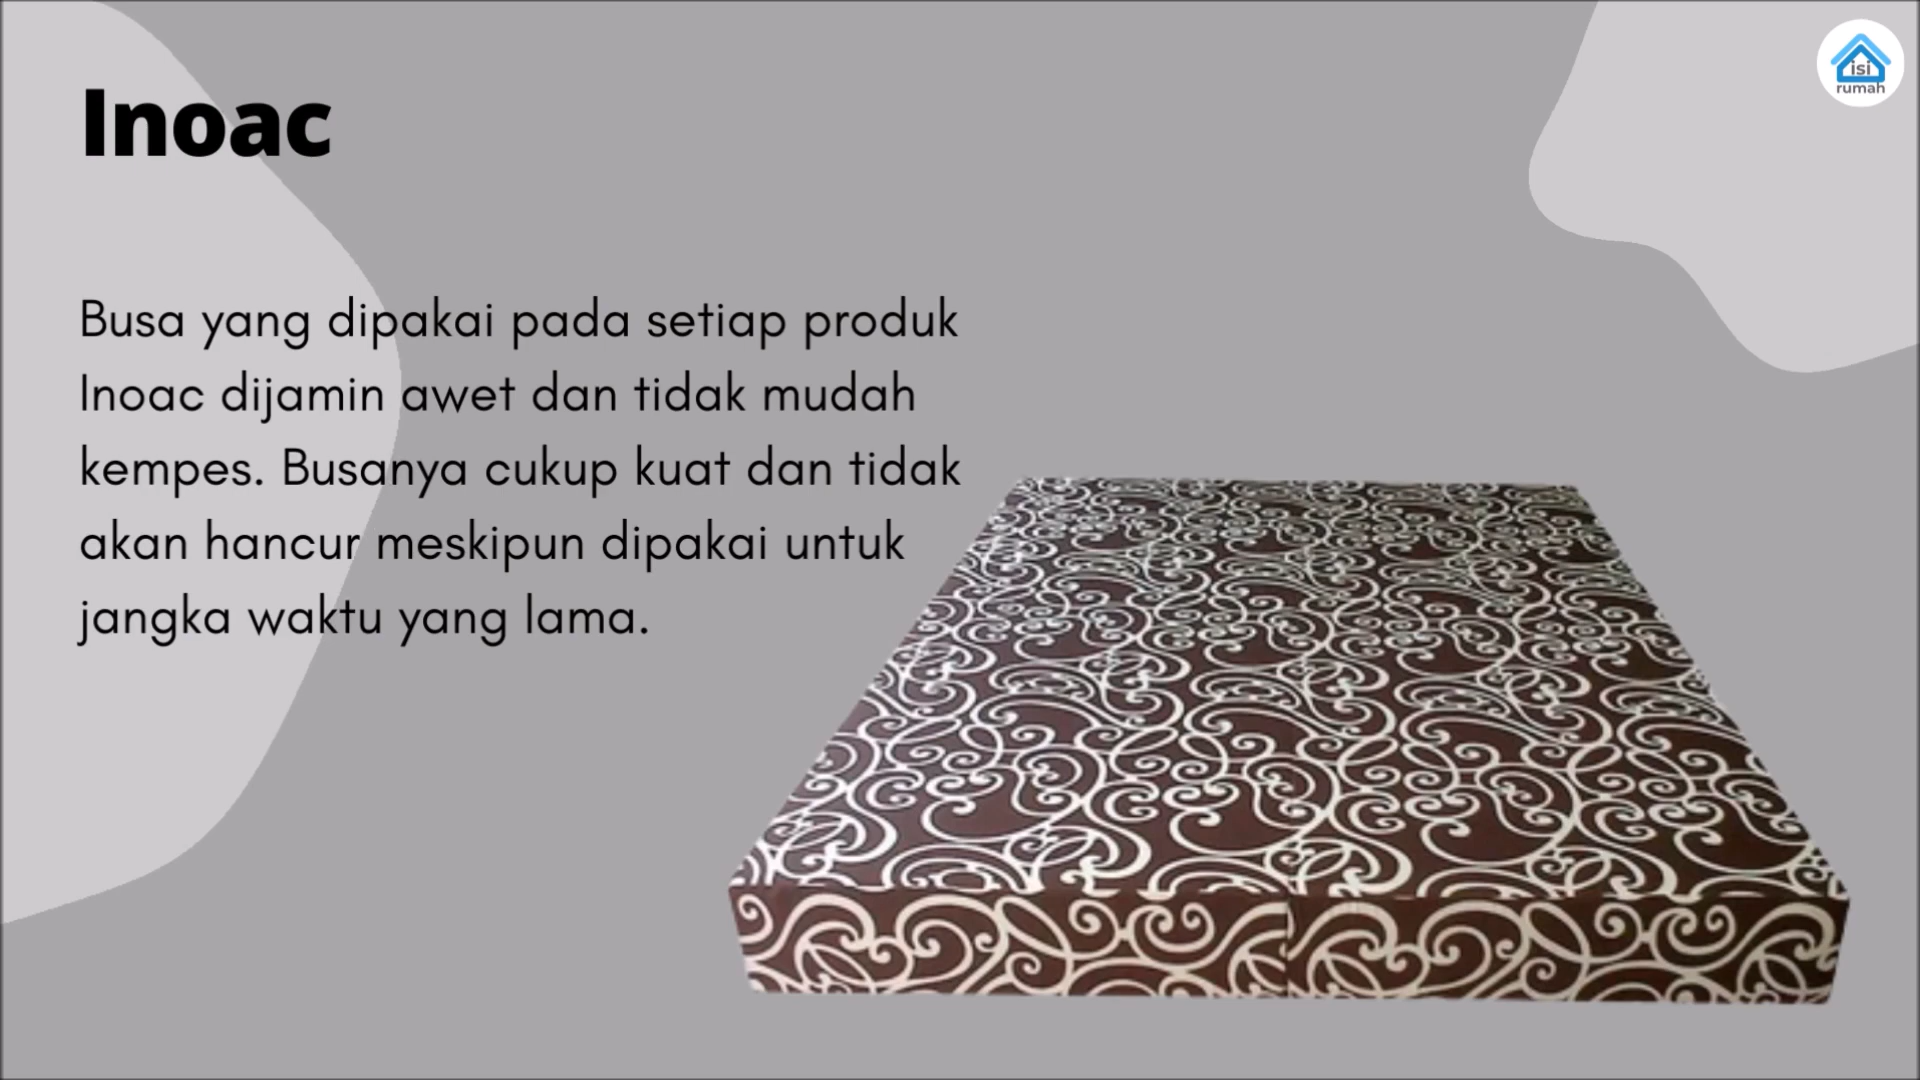 isi
rumah
Inoac
Busa yang dipakai pada setiap produk
Inoac dijamin awet dan tidak mudah
kempes. Busanya cukup kuat dan tidak
akan hancur meskipun dipakai untuk
jangka waktu yang lama.